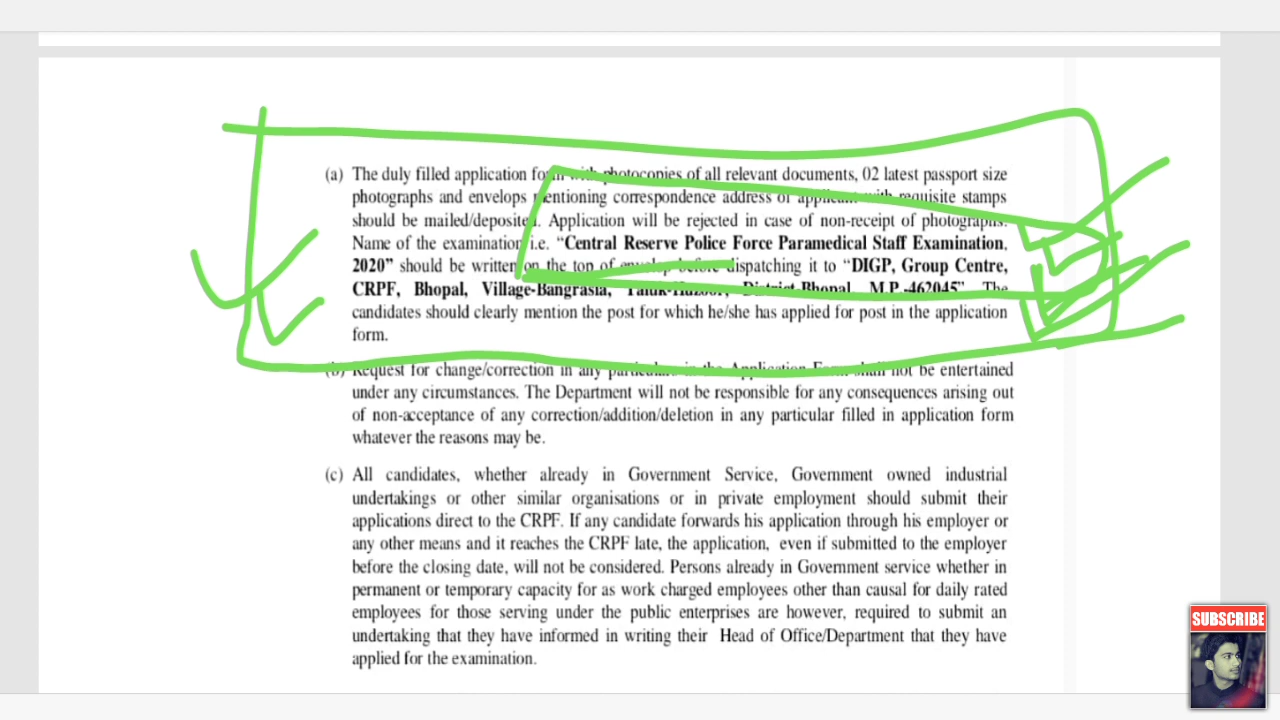 (a) The duly filled application form with photocopies of all relevant documents, 02 latest passport size
photographs and envelops mentioning correspondence address of applicant with requisite stamps
should be mailed/deposited. Application will be rejected in case of non-receipt of photographs.
Name of the examination i.e. “Central Reserve Police Force Paramedical Staff Examination,
2020” should be written on the top of envelop before dispatching it to “DIGP, Group Centre,
CRPF, Bhopal, Village-Bangrasia, Taluk-Huzoor, District-Bhopal, M.P.-462045”. The
candidates should clearly mention the post for which he/she has applied for post in the application
form.
(b) Request for change/correction in any particulars in the Application Form shall not be entertained
under any circumstances. The Department will not be responsible for any consequences arising out
of non-acceptance of any correction/addition/deletion in any particular filled in application form
whatever the reasons may be.
(c) All candidates, whether already in Government Service, Government owned industrial
undertakings or other similar organisations or in private employment should submit their
applications direct to the CRPF. If any candidate forwards his application through his employer or
any other means and it reaches the CRPF late, the application, even if submitted to the employer
before the closing date, will not be considered. Persons already in Government service whether in
permanent or temporary capacity for as work charged employees other than causal for daily rated
employees for those serving under the public enterprises are however, required to submit an
undertaking that they have informed in writing their Head of Office/Department that they have
applied for the examination.
SUBSCRIBE